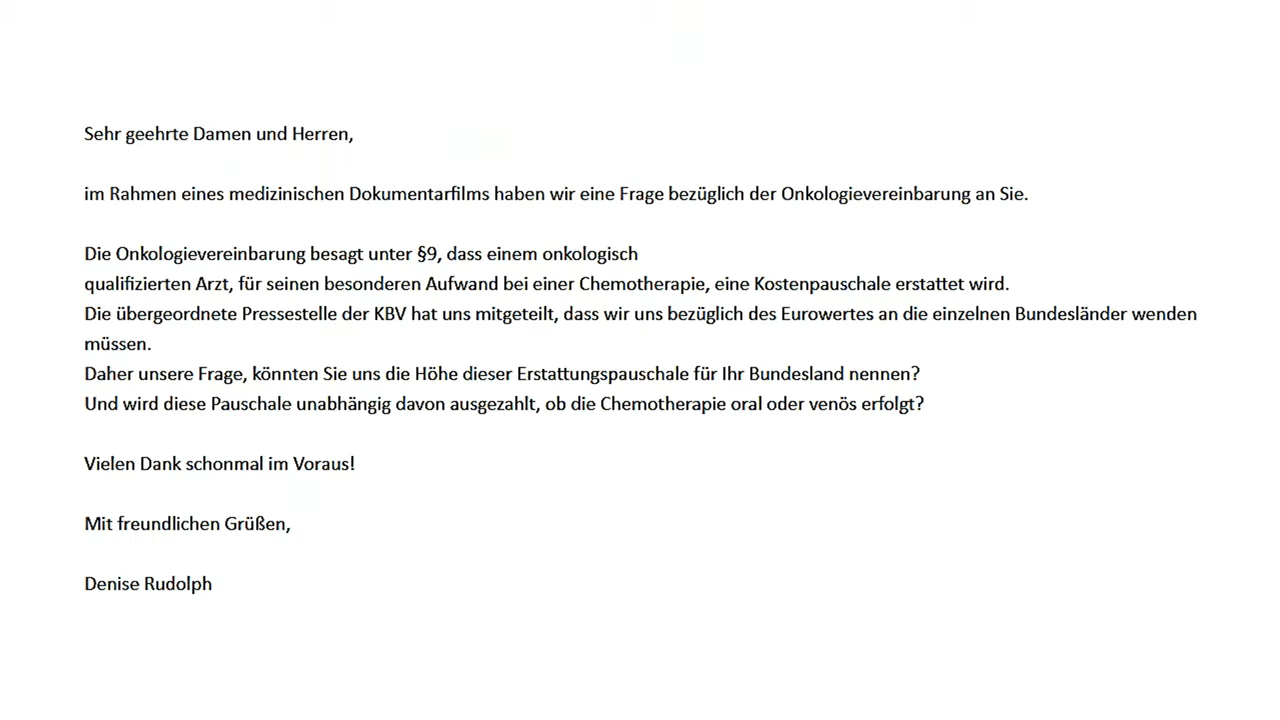 Sehr geehrte Damen und Herren,
im Rahmen eines medizinischen Dokumentarfilms haben wir eine Frage bezüglich der Onkologievereinbarung an Sie.
Die Onkologievereinbarung besagt unter §9, dass einem onkologisch
qualifizierten Arzt, für seinen besonderen Aufwand bei einer Chemotherapie, eine Kostenpauschale erstattet wird.
Die übergeordnete Pressestelle der KBV hat uns mitgeteilt, dass wir uns bezüglich des Eurowertes an die einzelnen Bundesländer wenden
müssen.
Daher unsere Frage, könnten Sie uns die Höhe dieser Erstattungspauschale für Ihr Bundesland nennen?
Und wird diese Pauschale unabhängig davon ausgezahlt, ob die Chemotherapie oral oder venös erfolgt?
Vielen Dank schonmal im Voraus!
Mit freundlichen Grüßen,
Denise Rudolph